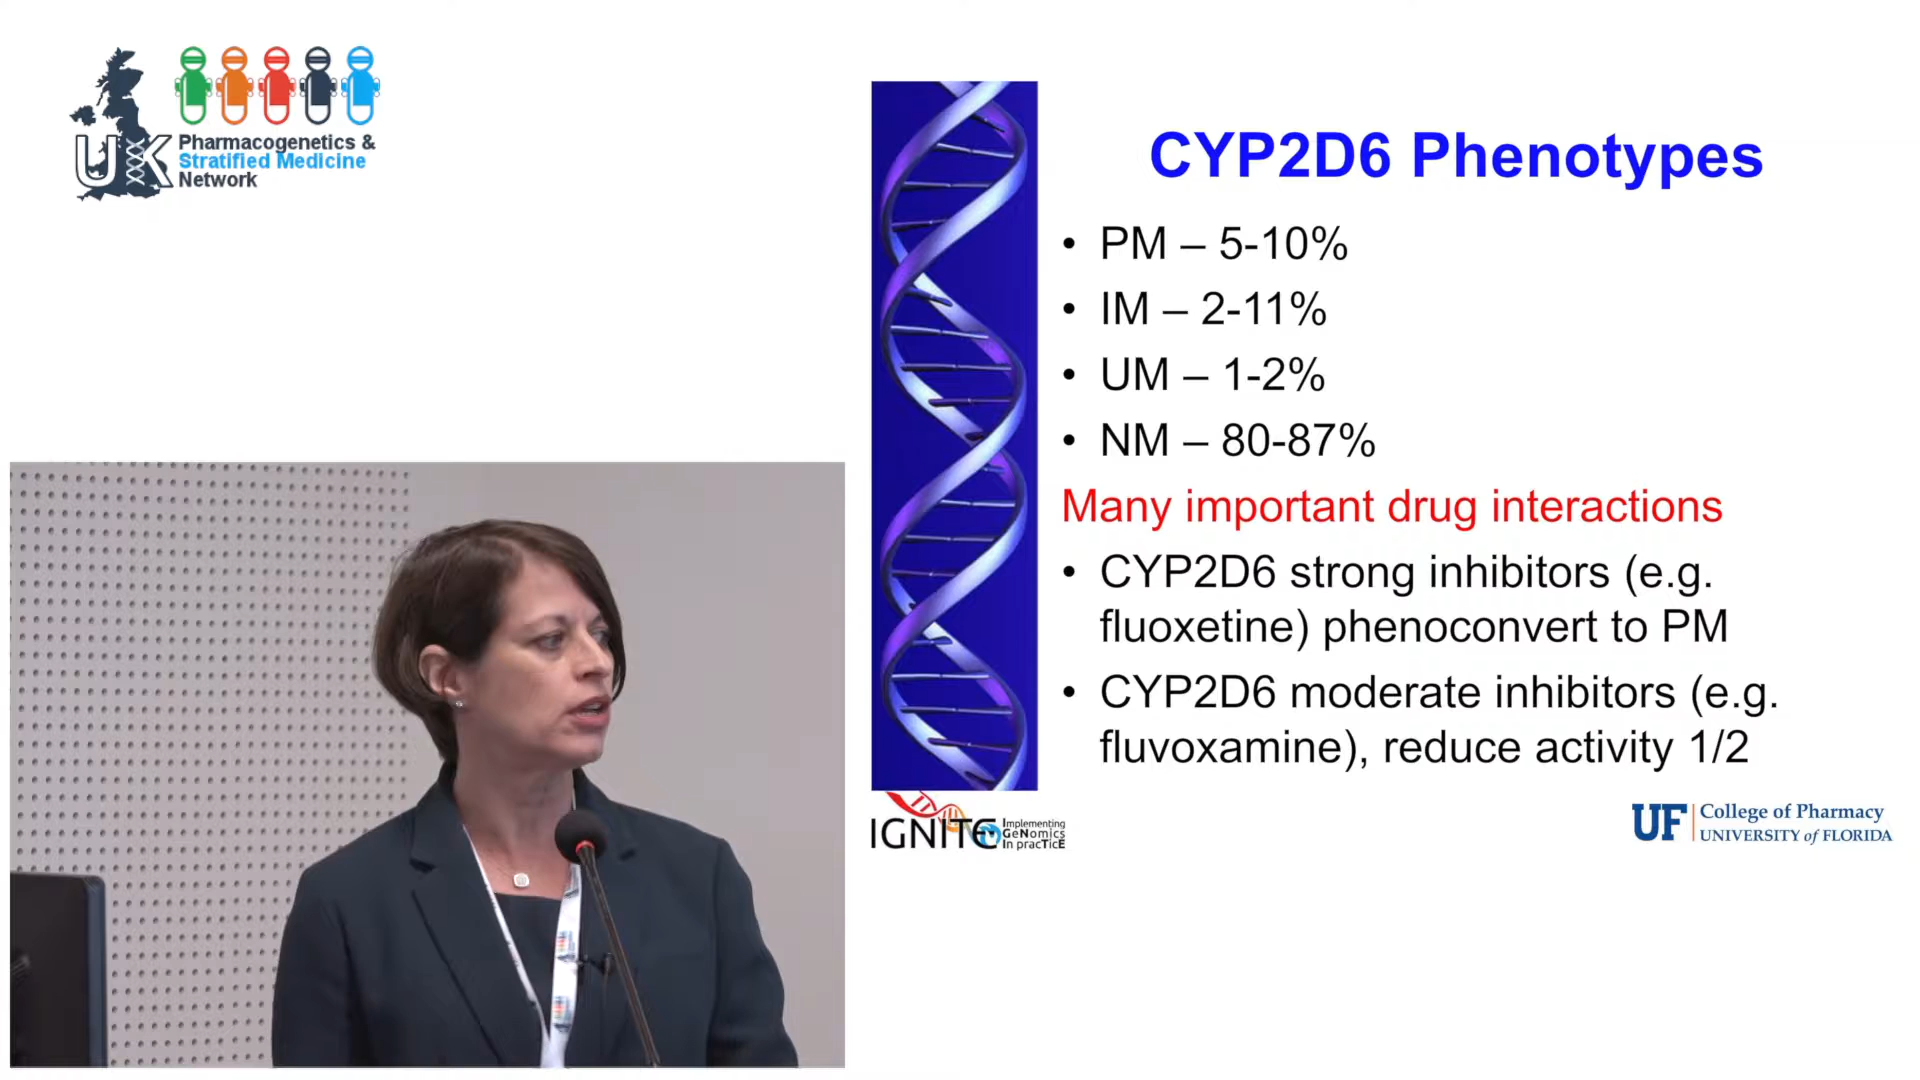 UK
Pharmacogenetics &
Stratified Medicine
Network
CYP2D6 Phenotypes
• PM – 5-10%
• IM – 2-11%
• UM – 1-2%
• NM – 80-87%
Many important drug interactions
• CYP2D6 strong inhibitors (e.g.
fluoxetine) phenoconvert to PM
• CYP2D6 moderate inhibitors (e.g.
fluvoxamine), reduce activity 1/2
IGNITE
Implementing
GeNomics
In pracTicE
UF
College of Pharmacy
UNIVERSITY of FLORIDA